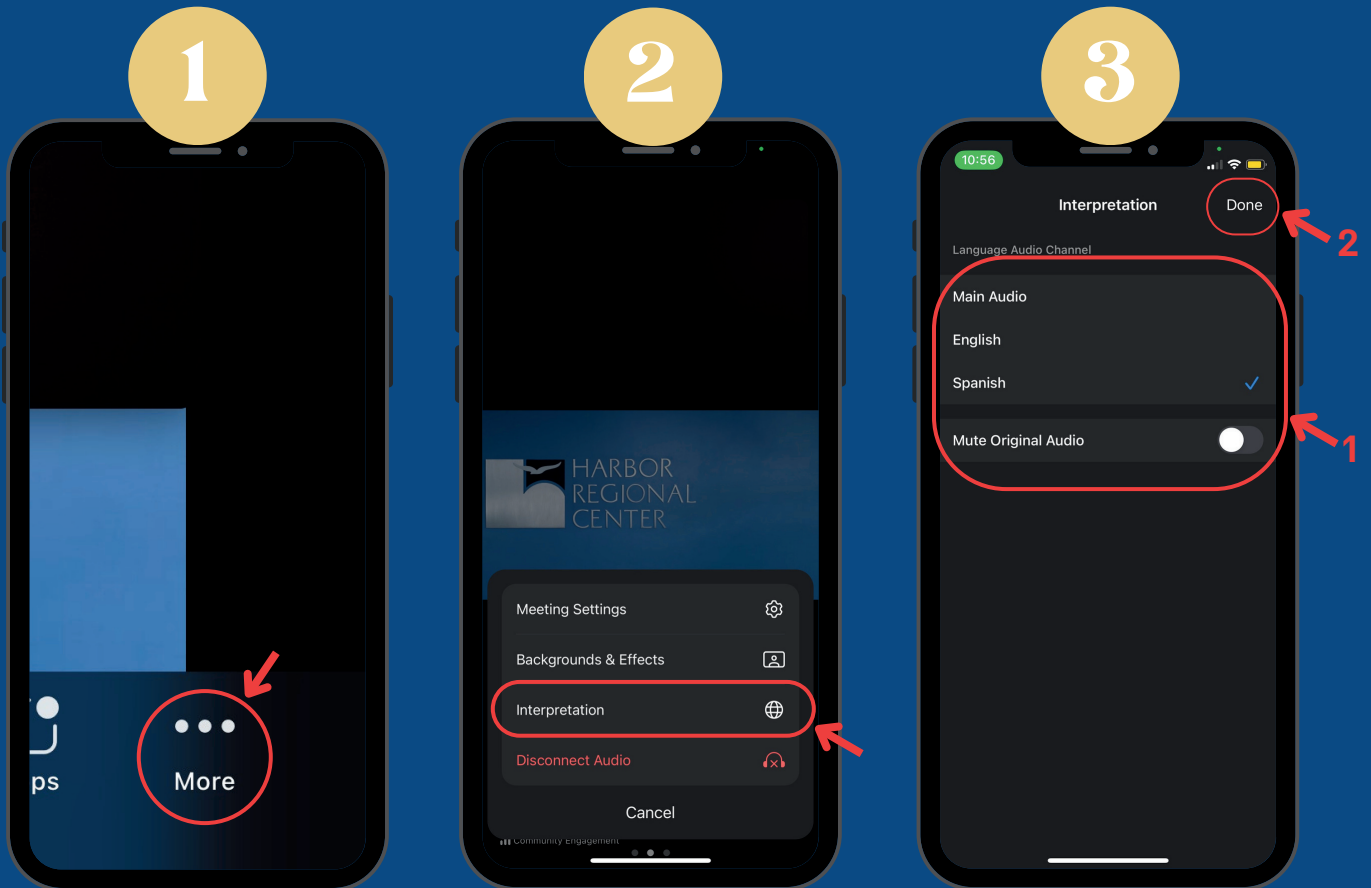 1
ps
More
2
HARBOR
REGIONAL
CENTER
Meeting Settings
Backgrounds & Effects
Interpretation
Disconnect Audio
Cancel
Community Engagement
3
10:56
Interpretation
Done
2
Language Audio Channel
Main Audio
English
Spanish
Mute Original Audio
1